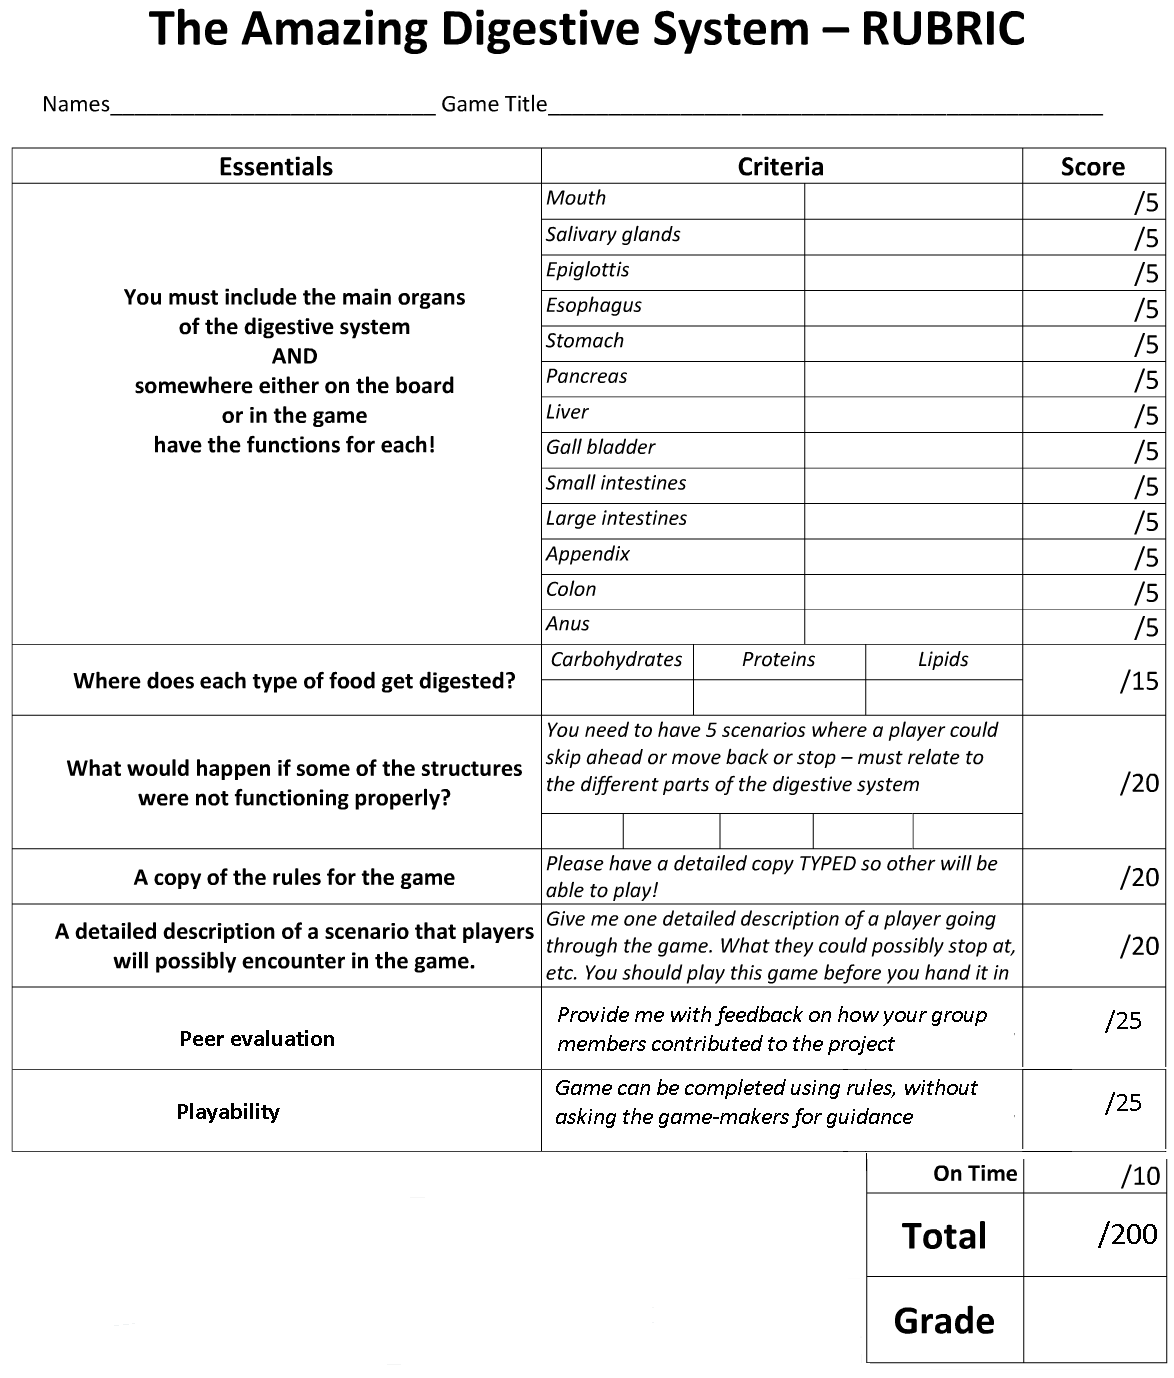 The Amazing Digestive System – RUBRIC
Names___________________________ Game Title______________________________________________
Essentials Criteria Score
You must include the main organs
of the digestive system
AND
somewhere either on the board
or in the game
have the functions for each!
Mouth /5
Salivary glands /5
Epiglottis /5
Esophagus /5
Stomach /5
Pancreas /5
Liver /5
Gall bladder /5
Small intestines /5
Large intestines /5
Appendix /5
Colon /5
Anus /5
Where does each type of food get digested?
Carbohydrates Proteins Lipids
/15
What would happen if some of the structures
were not functioning properly?
You need to have 5 scenarios where a player could
skip ahead or move back or stop – must relate to
the different parts of the digestive system
/20
A copy of the rules for the game
Please have a detailed copy TYPED so other will be
able to play!
/20
A detailed description of a scenario that players
will possibly encounter in the game.
Give me one detailed description of a player going
through the game. What they could possibly stop at,
etc. You should play this game before you hand it in
/20
Peer evaluation
Provide me with feedback on how your group
members contributed to the project
/25
Playability
Game can be completed using rules, without
asking the game-makers for guidance
/25
On Time /10
Total /200
Grade